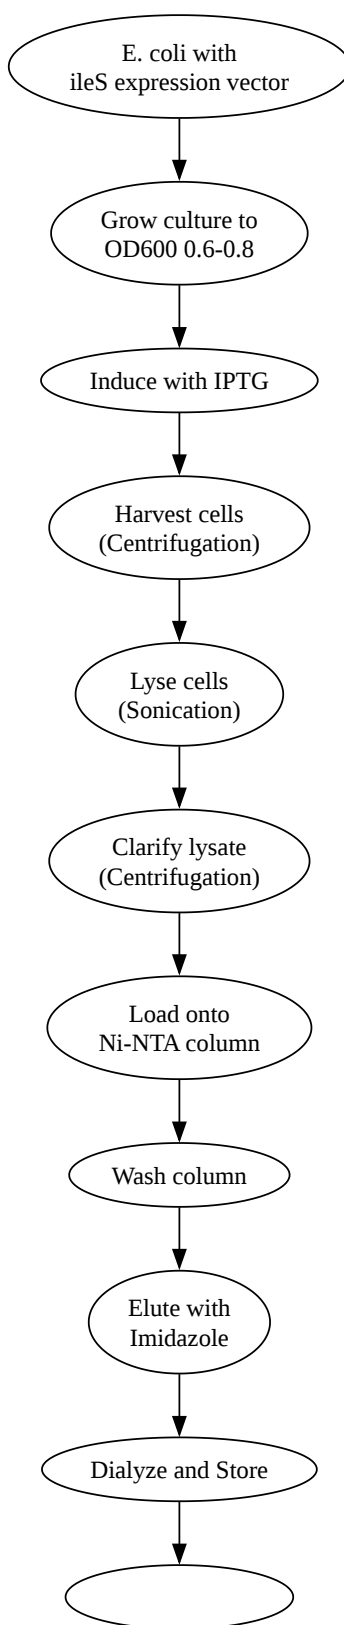 E. coli with
ileS expression vector
Grow culture to
OD600 0.6-0.8
Induce with IPTG
Harvest cells
(Centrifugation)
Lyse cells
(Sonication)
Clarify lysate
(Centrifugation)
Load onto
Ni-NTA column
Wash column
Elute with
Imidazole
Dialyze and Store